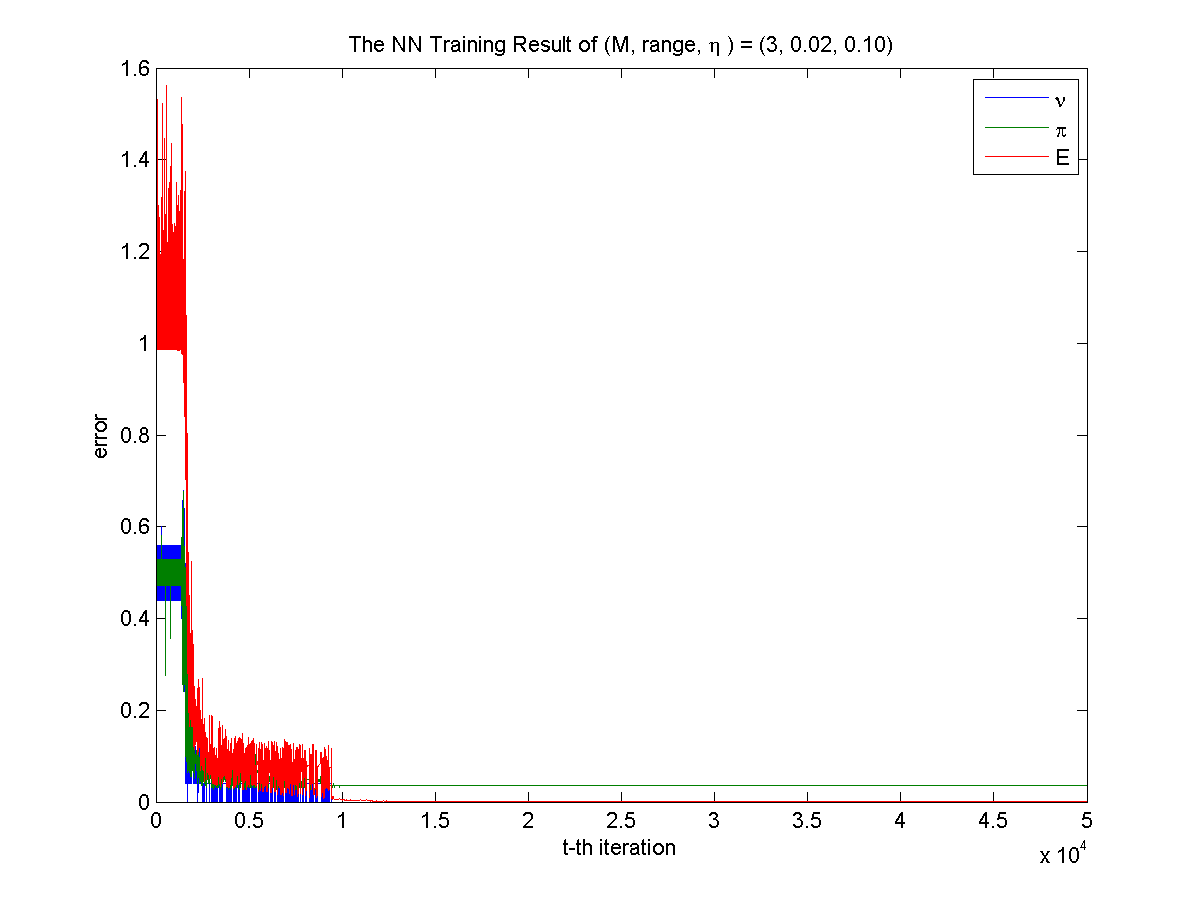 The NN Training Result of (M, range, η ) = (3, 0.02, 0.10)
1.6
1.4
1.2
1
0.8
0.6
0.4
0.2
0
error
ν
π
E
0 0.5 1 1.5 2 2.5 3 3.5 4 4.5 5
t-th iteration
x 10⁴